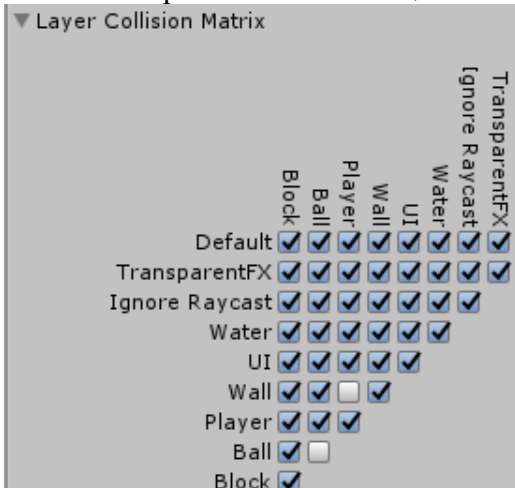 Layer Collision Matrix
Block
Ball
Player
Wall
UI
Water
Ignore Raycast
TransparentFX
Default
TransparentFX
Ignore Raycast
Water
UI
Wall
Player
Ball
Block